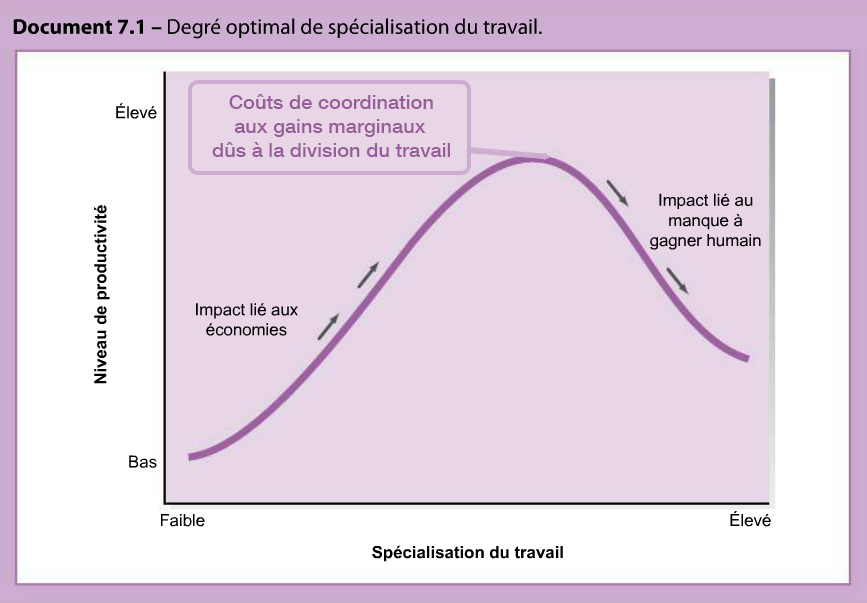 Document 7.1 – Degré optimal de spécialisation du travail.
Élevé
Coûts de coordination
aux gains marginaux
dûs à la division du travail
Impact lié au
manque à
gagner humain
Niveau de productivité
Impact lié aux
économies
Bas
Faible
Élevé
Spécialisation du travail